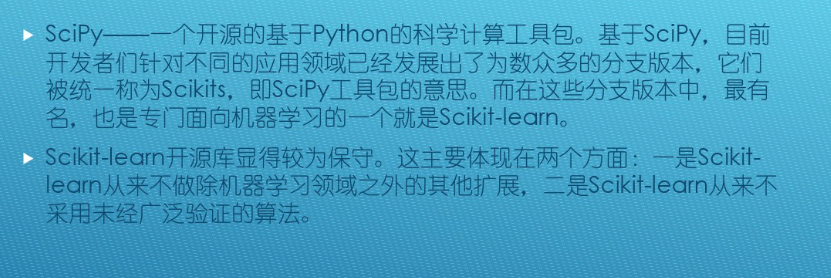 SciPy——一个开源的基于Python的科学计算工具包。基于SciPy，目前
开发者们针对不同的应用领域已经发展出了为数众多的分支版本，它们
被统一称为Scikits，即SciPy工具包的意思。而在这些分支版本中，最有
名，也是专门面向机器学习的一个就是Scikit-learn。
Scikit-learn开源库显得较为保守。这主要体现在两个方面：一是Scikit-
learn从来不做除机器学习领域之外的其他扩展，二是Scikit-learn从来不
采用未经广泛验证的算法。